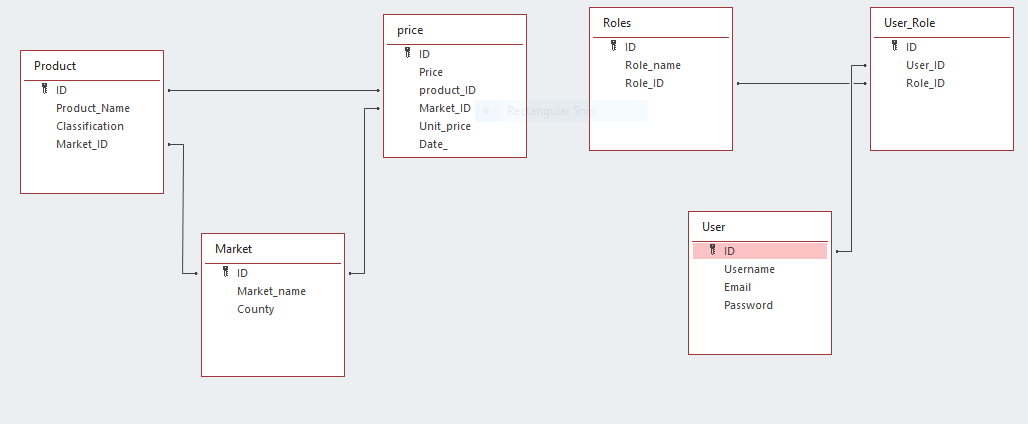 Product
ID
Product_Name
Classification
Market_ID
price
ID
Price
product_ID
Market_ID
Unit_price
Date_
Rectangular Snip
Market
ID
Market_name
County
Roles
ID
Role_name
Role_ID
User_Role
ID
User_ID
Role_ID
User
ID
Username
Email
Password